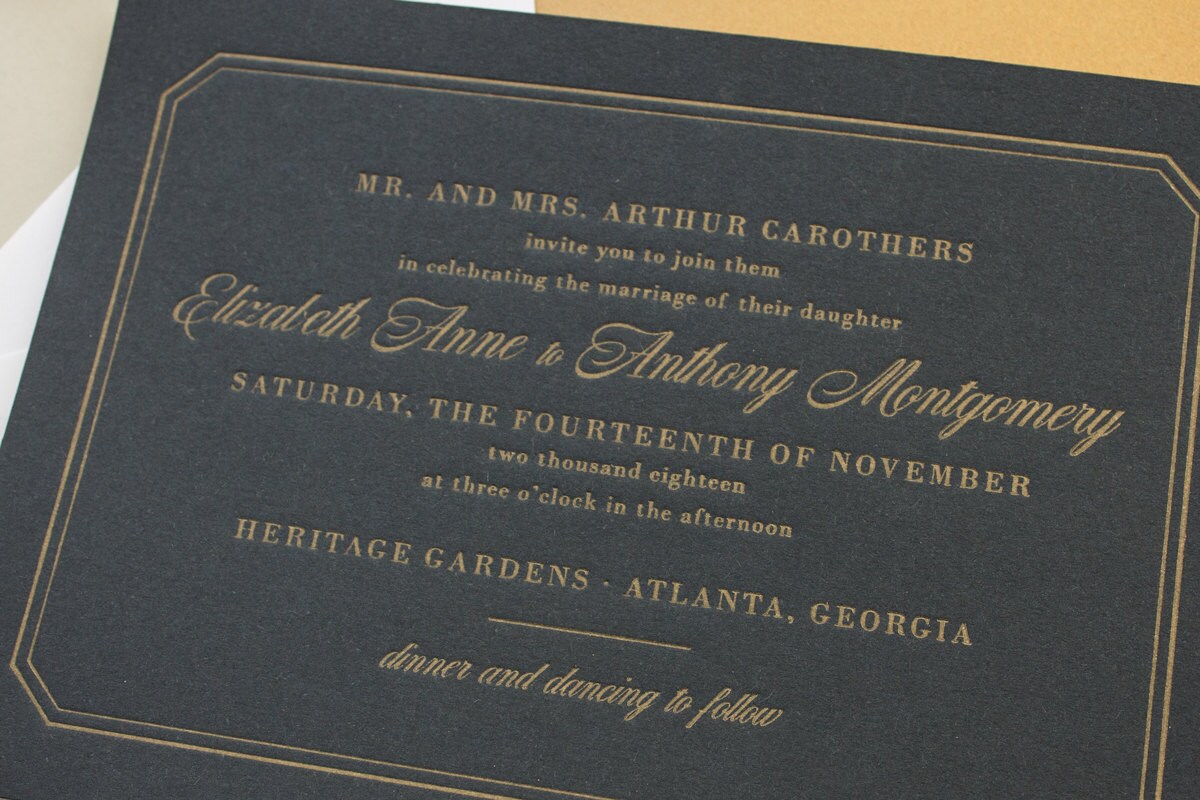 MR. AND MRS. ARTHUR CAROTHERS
invite you to join them
in celebrating the marriage of their daughter
Elizabeth Anne to Anthony Montgomery
SATURDAY, THE FOURTEENTH OF NOVEMBER
two thousand eighteen
at three o'clock in the afternoon
HERITAGE GARDENS · ATLANTA, GEORGIA
dinner and dancing to follow